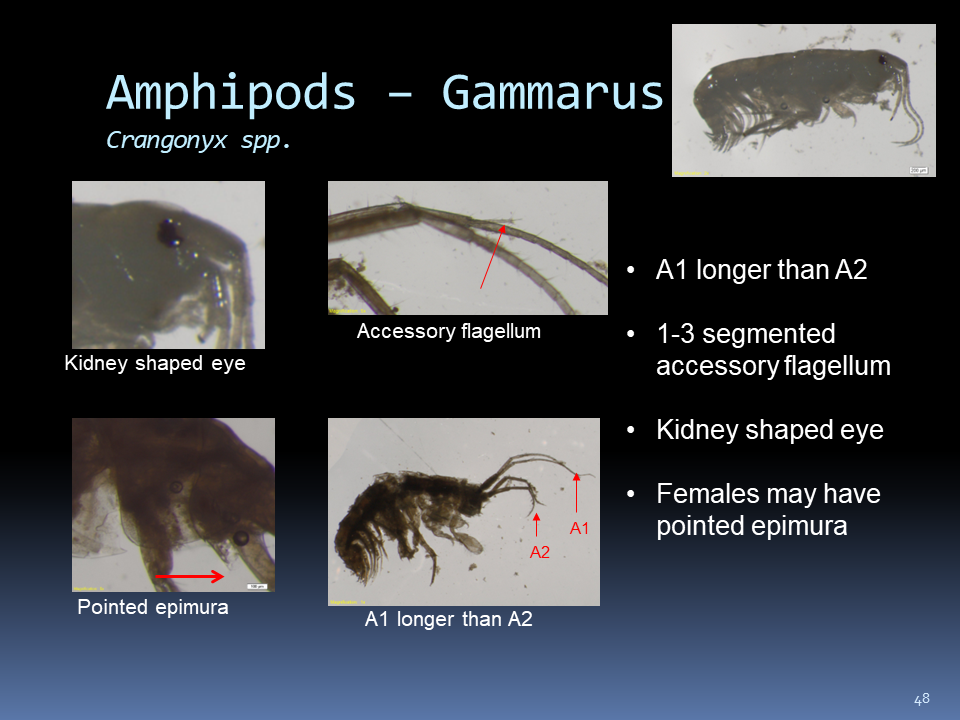 Amphipods – Gammarus
Crangonyx spp.
Kidney shaped eye
Accessory flagellum
• A1 longer than A2
• 1-3 segmented
accessory flagellum
• Kidney shaped eye
• Females may have
pointed epimura
Pointed epimura
A1
A2
A1 longer than A2
48